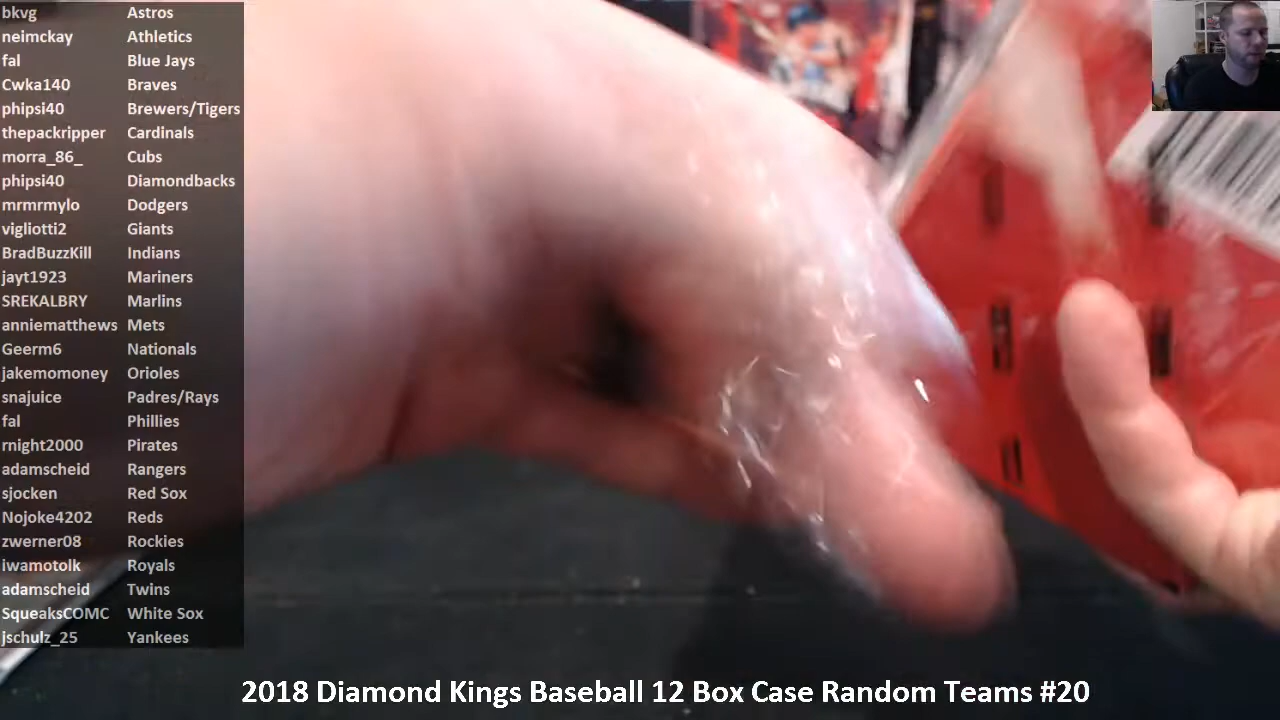 bkvg Astros
neimckay Athletics
fal Blue Jays
Cwka140 Braves
phipsi40 Brewers/Tigers
thepackripper Cardinals
morra_86_ Cubs
phipsi40 Diamondbacks
mrmrmylo Dodgers
vigliotti2 Giants
BradBuzzKill Indians
jayt1923 Mariners
SREKALBRY Marlins
anniematthews Mets
Geerm6 Nationals
jakemomoney Orioles
snajuice Padres/Rays
fal Phillies
rnight2000 Pirates
adamscheid Rangers
sjocken Red Sox
Nojoke4202 Reds
zwerner08 Rockies
iwamotolk Royals
adamscheid Twins
SqueaksCOMC White Sox
jschulz_25 Yankees
2018 Diamond Kings Baseball 12 Box Case Random Teams #20